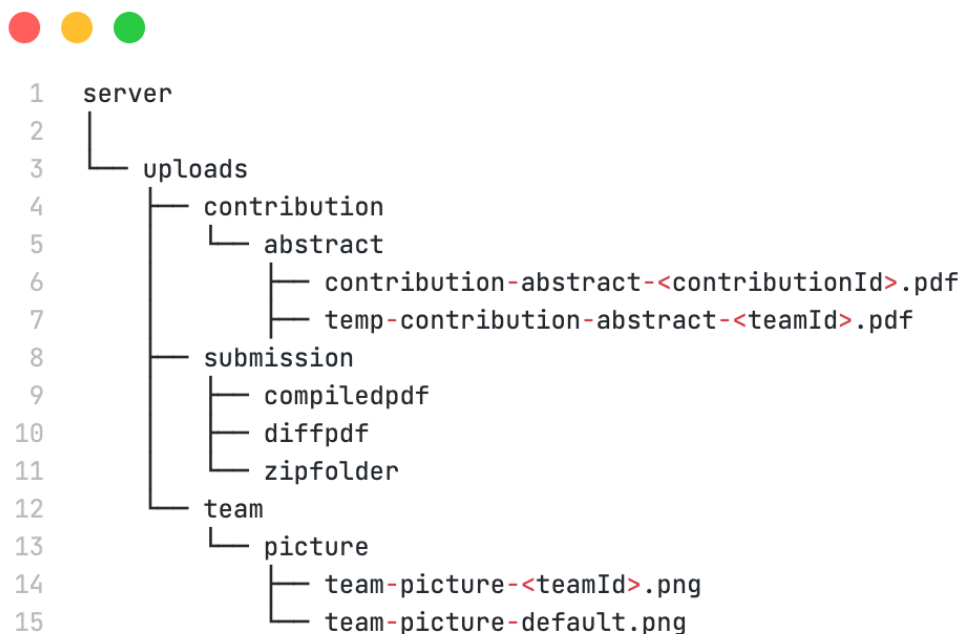 1 server
2 │
3 └── uploads
4 ├── contribution
5 │ └── abstract
6 │ ├── contribution-abstract-<contributionId>.pdf
7 │ ├── temp-contribution-abstract-<teamId>.pdf
8 ├── submission
9 │ ├── compiledpdf
10 │ ├── diffpdf
11 │ └── zipfolder
12 └── team
13 └── picture
14 ├── team-picture-<teamId>.png
15 └── team-picture-default.png